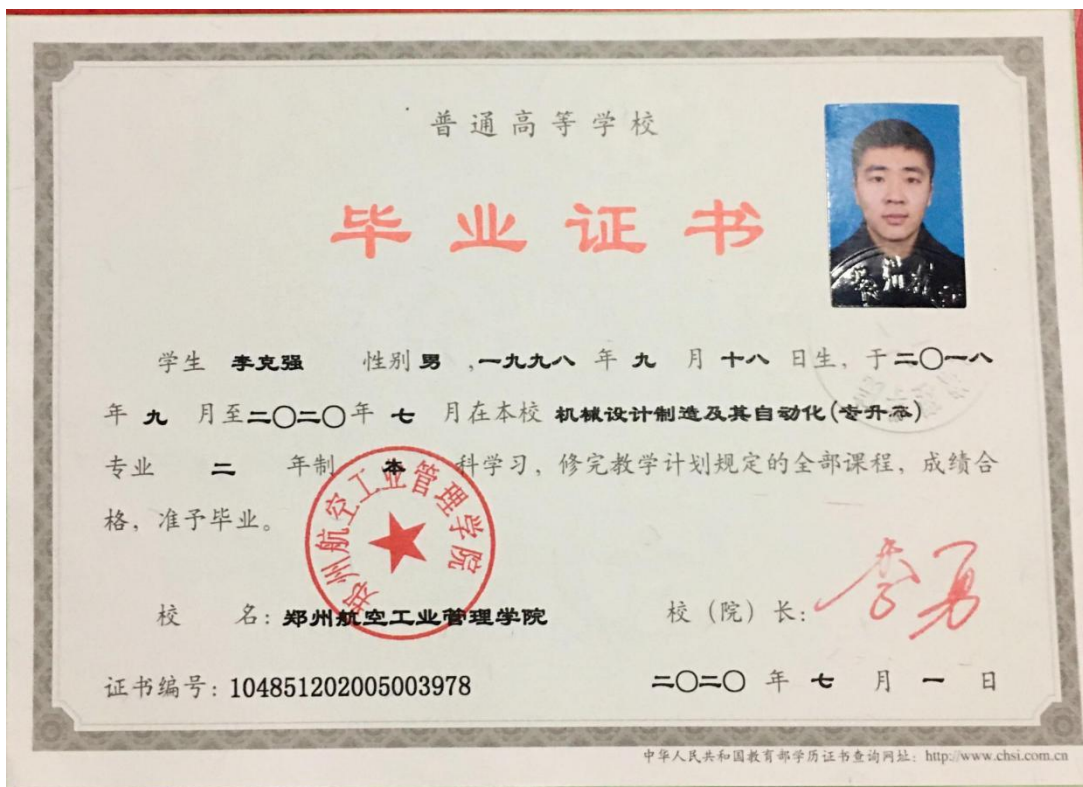 普通高等学校
毕业证书
学生 李克强 性别 男 ,一九九八 年 九 月 十八 日生, 于 二〇一八
年 九 月至 二〇二〇 年 七 月在本校 机械设计制造及其自动化(专升本)
专业 二 年制 本 科学习, 修完教学计划规定的全部课程, 成绩合
格, 准予毕业。
郑州航空工业管理学院
校 名: 郑州航空工业管理学院 校 (院) 长: 李勇
证书编号: 104851202005003978 二〇二〇 年 七 月 一 日
中华人民共和国教育部学历证书查询网址: http://www.chsi.com.cn